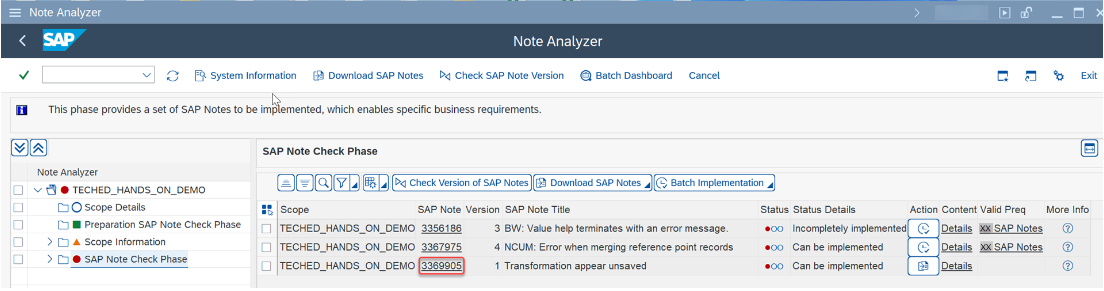 Note Analyzer
SAP Note Analyzer
System Information Download SAP Notes Check SAP Note Version Batch Dashboard Cancel Exit
This phase provides a set of SAP Notes to be implemented, which enables specific business requirements.
Note Analyzer
TECHED_HANDS_ON_DEMO
Scope Details
Preparation SAP Note Check Phase
Scope Information
SAP Note Check Phase
SAP Note Check Phase
Check Version of SAP Notes Download SAP Notes Batch Implementation
Scope SAP Note Version SAP Note Title Status Status Details Action Content Valid Preq More Info
TECHED_HANDS_ON_DEMO 3356186 3 BW: Value help terminates with an error message. Incompletely implemented Details XX SAP Notes
TECHED_HANDS_ON_DEMO 3367975 4 NCUM: Error when merging reference point records Can be implemented Details XX SAP Notes
TECHED_HANDS_ON_DEMO 3369905 1 Transformation appear unsaved Can be implemented Details